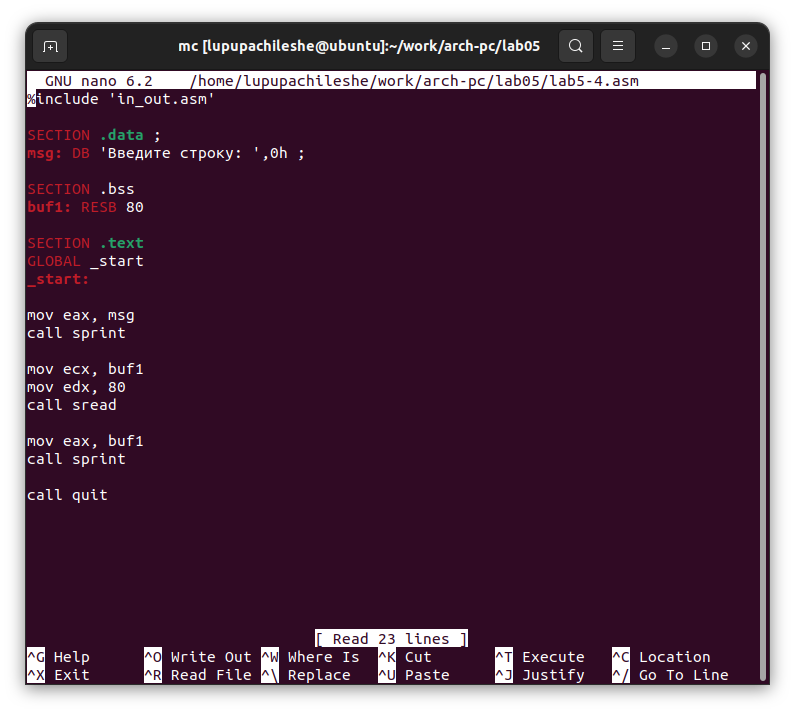 mc [lupupachileshe@ubuntu]:~/work/arch-pc/lab05
GNU nano 6.2 /home/lupupachileshe/work/arch-pc/lab05/lab5-4.asm
%include 'in_out.asm'
SECTION .data ;
msg: DB 'Введите строку: ',0h ;
SECTION .bss
buf1: RESB 80
SECTION .text
GLOBAL _start
_start:
mov eax, msg
call sprint
mov ecx, buf1
mov edx, 80
call sread
mov eax, buf1
call sprint
call quit
[ Read 23 lines ]
^G Help ^O Write Out ^W Where Is ^K Cut ^T Execute ^C Location
^X Exit ^R Read File ^\ Replace ^U Paste ^J Justify ^/ Go To Line